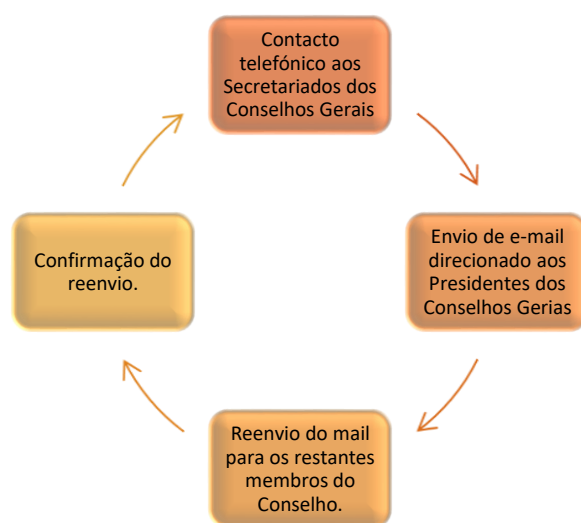 Contacto
telefónico aos
Secretariados dos
Conselhos Gerais
Envio de e-mail
direcionado aos
Presidentes dos
Conselhos Gerias
Reenvio do mail
para os restantes
membros do
Conselho.
Confirmação do
reenvio.